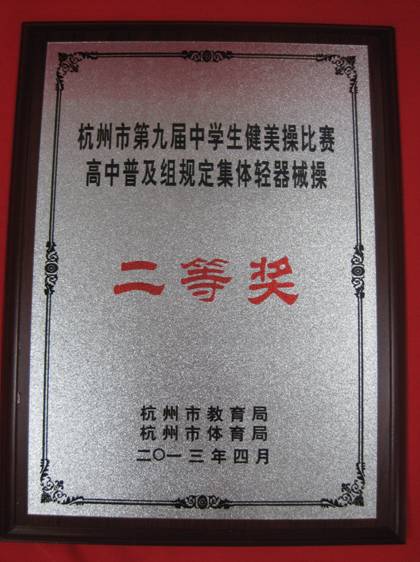 杭州市第九届中学生健美操比赛
高中普及组规定集体轻器械操
二等奖
杭州市教育局
杭州市体育局
二〇一三年四月